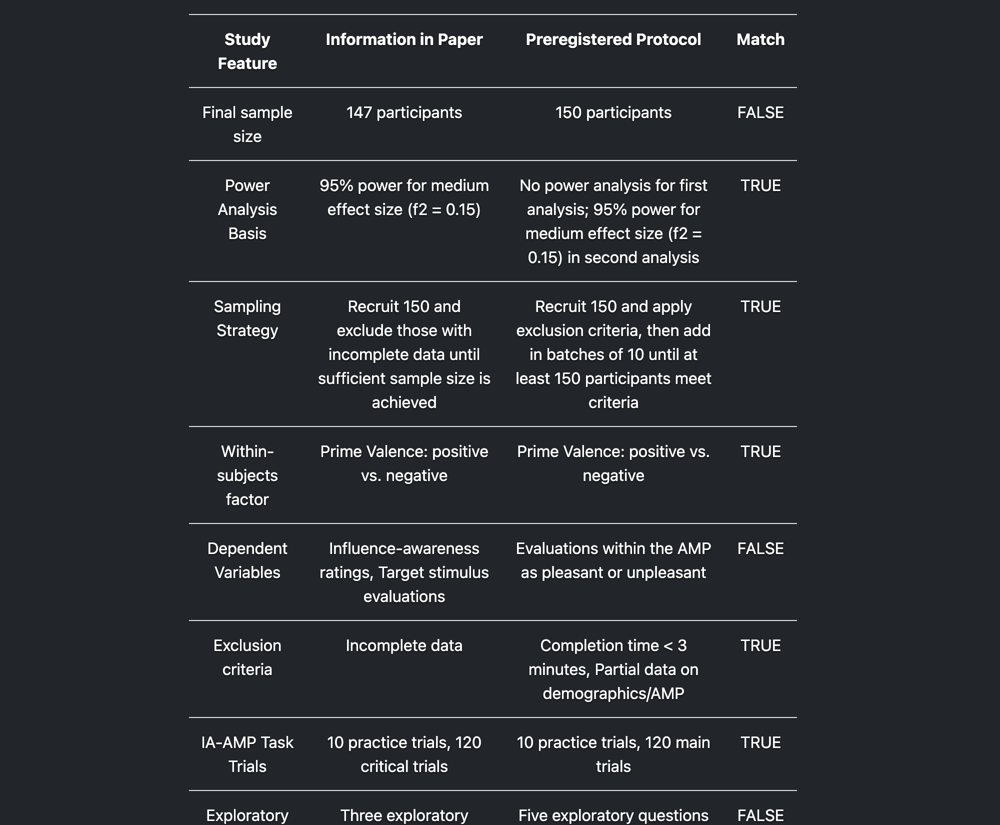 Study Feature | Information in Paper | Preregistered Protocol | Match
Final sample size | 147 participants | 150 participants | FALSE
Power Analysis Basis | 95% power for medium effect size (f2 = 0.15) | No power analysis for first analysis; 95% power for medium effect size (f2 = 0.15) in second analysis | TRUE
Sampling Strategy | Recruit 150 and exclude those with incomplete data until sufficient sample size is achieved | Recruit 150 and apply exclusion criteria, then add in batches of 10 until at least 150 participants meet criteria | TRUE
Within-subjects factor | Prime Valence: positive vs. negative | Prime Valence: positive vs. negative | TRUE
Dependent Variables | Influence-awareness ratings, Target stimulus evaluations | Evaluations within the AMP as pleasant or unpleasant | FALSE
Exclusion criteria | Incomplete data | Completion time < 3 minutes, Partial data on demographics/AMP | TRUE
IA-AMP Task Trials | 10 practice trials, 120 critical trials | 10 practice trials, 120 main trials | TRUE
Exploratory | Three exploratory | Five exploratory questions | FALSE